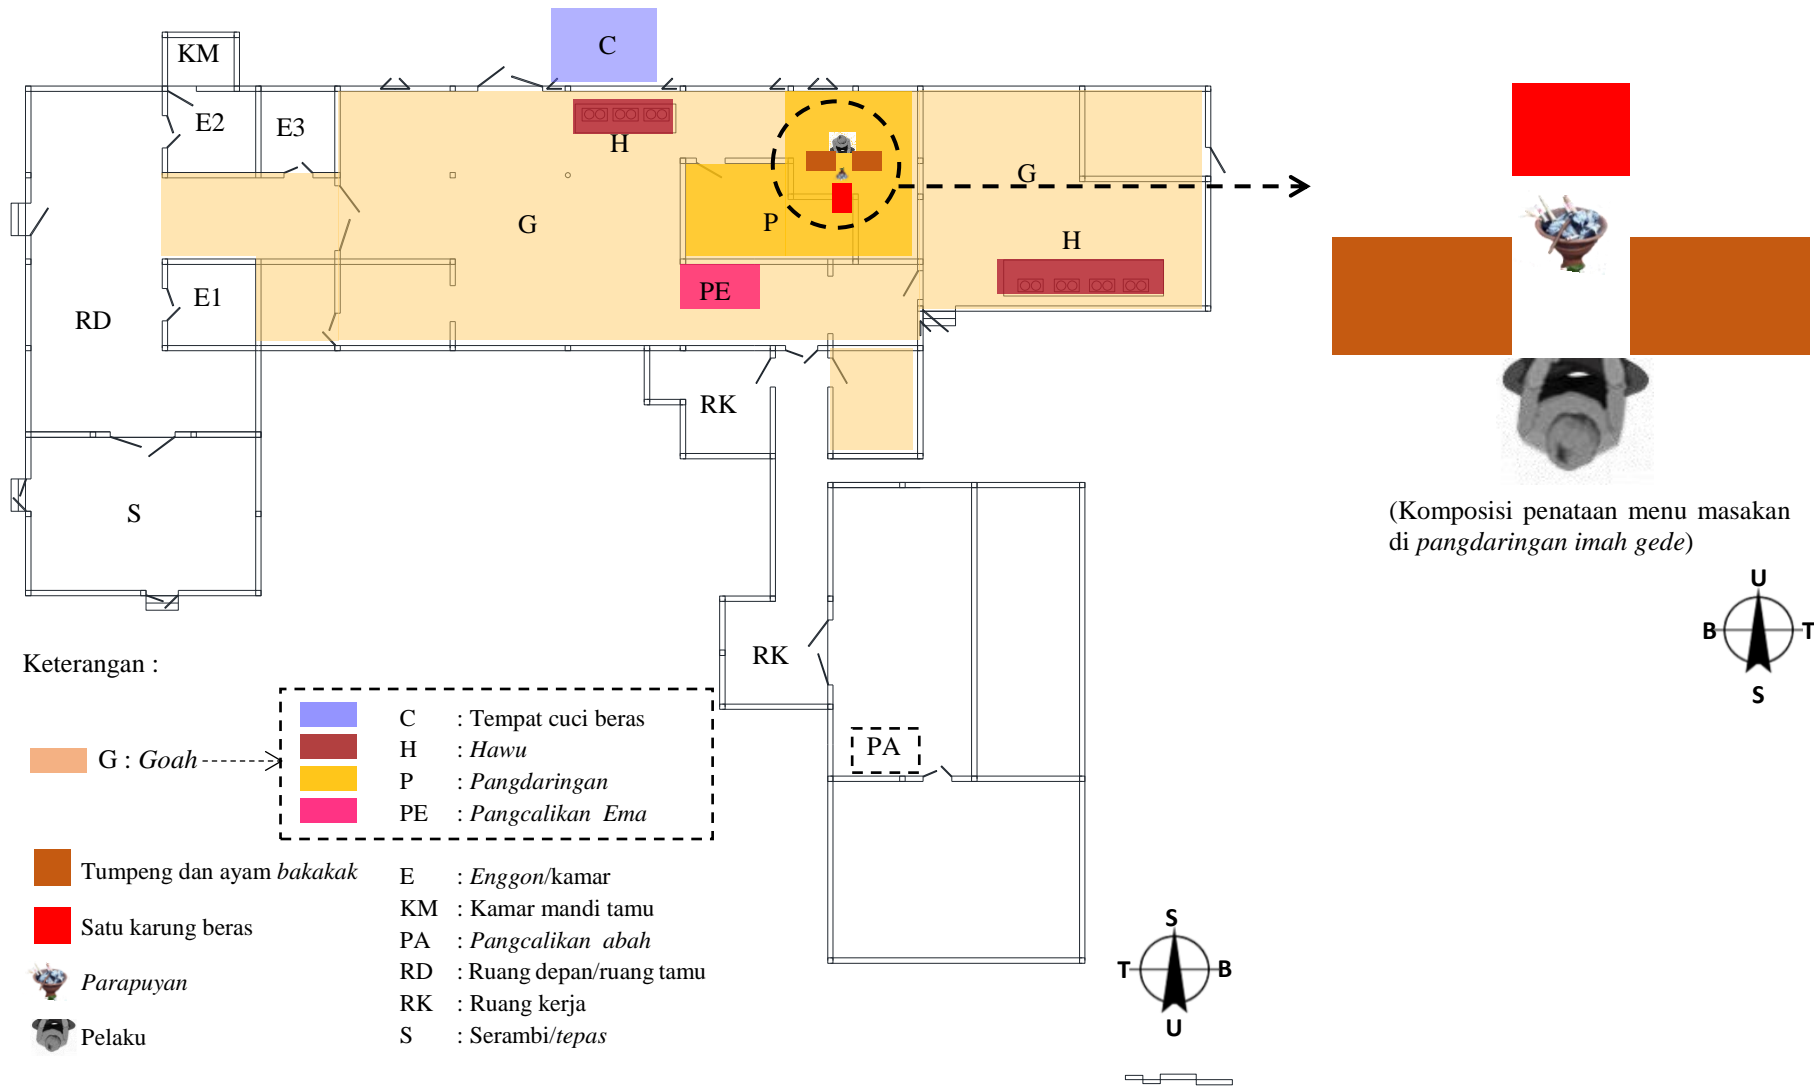 C
KM
E2
E3
H
G
G
P
H
E1
PE
RD
RK
S
(Komposisi penataan menu masakan
di pangdaringan imah gede)
U
B
T
S
RK
Keterangan :
C : Tempat cuci beras
H : Hawu
G : Goah
P : Pangdaringan
PE : Pangcalikan Ema
PA
Tumpeng dan ayam bakakak
Satu karung beras
Parapuyan
Pelaku
E : Enggon/kamar
KM : Kamar mandi tamu
PA : Pangcalikan abah
RD : Ruang depan/ruang tamu
RK : Ruang kerja
S : Serambi/tepas
S
T
B
U